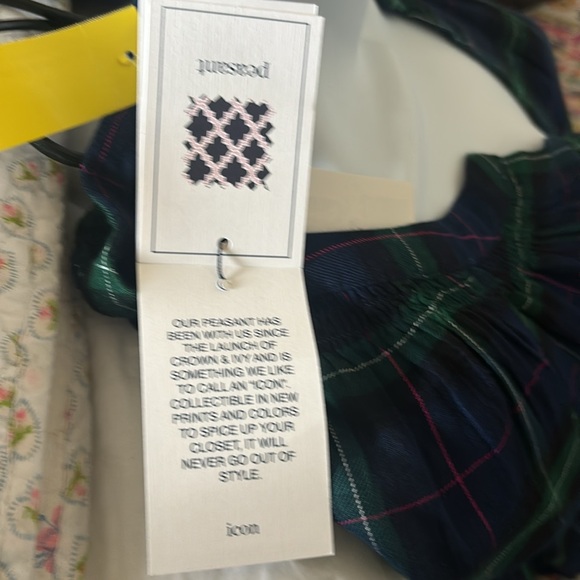 peasant
OUR PEASANT HAS
BEEN WITH US SINCE
THE LAUNCH OF
CROWN & IVY AND IS
SOMETHING WE LIKE
TO CALL AN "ICON".
COLLECTIBLE IN NEW
PRINTS AND COLORS
TO SPICE UP YOUR
CLOSET, IT WILL
NEVER GO OUT OF
STYLE.
icon